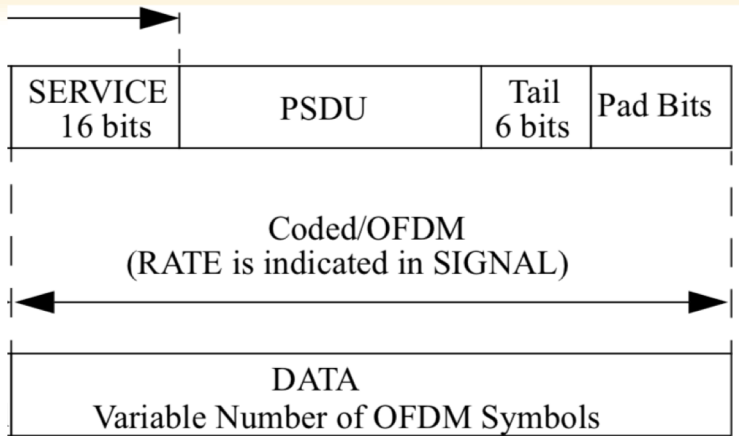 SERVICE
16 bits
PSDU
Tail
6 bits
Pad Bits
Coded/OFDM
(RATE is indicated in SIGNAL)
DATA
Variable Number of OFDM Symbols